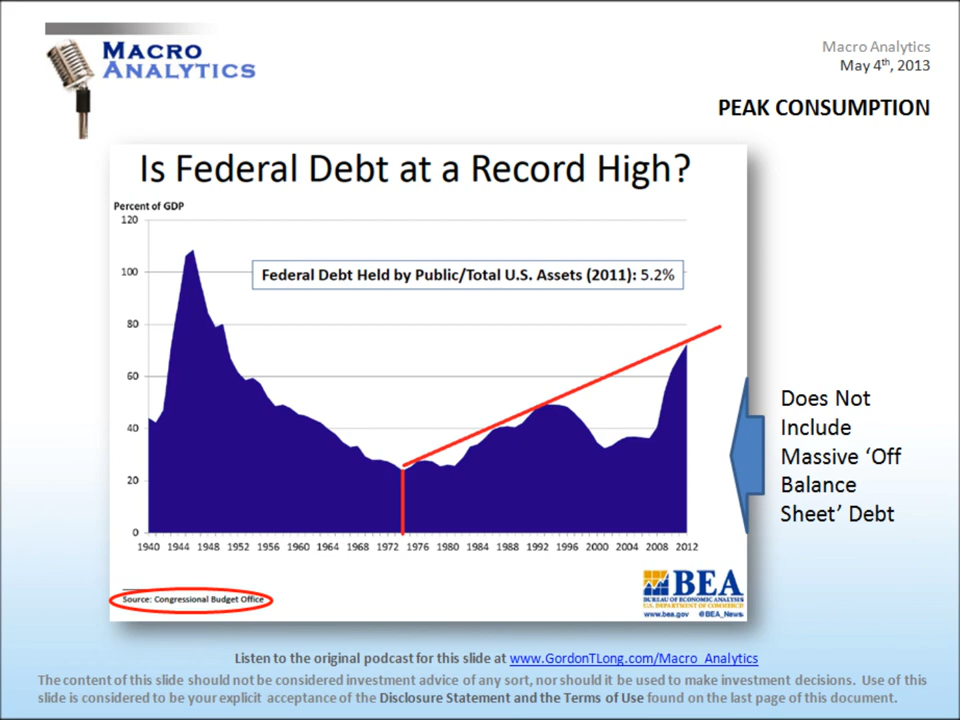 MACRO
ANALYTICS
Macro Analytics
May 4th, 2013
PEAK CONSUMPTION
Is Federal Debt at a Record High?
Percent of GDP
120
100
80
60
40
20
0
Federal Debt Held by Public/Total U.S. Assets (2011): 5.2%
1940 1944 1948 1952 1956 1960 1964 1968 1972 1976 1980 1984 1988 1992 1996 2000 2004 2008 2012
Does Not
Include
Massive ‘Off
Balance
Sheet’ Debt
Source: Congressional Budget Office
BEA
BUREAU OF ECONOMIC ANALYSIS
U.S. DEPARTMENT OF COMMERCE
www.bea.gov @BEA_News
Listen to the original podcast for this slide at www.GordonTLong.com/Macro_Analytics
The content of this slide should not be considered investment advice of any sort, nor should it be used to make investment decisions. Use of this
slide is considered to be your explicit acceptance of the Disclosure Statement and the Terms of Use found on the last page of this document.